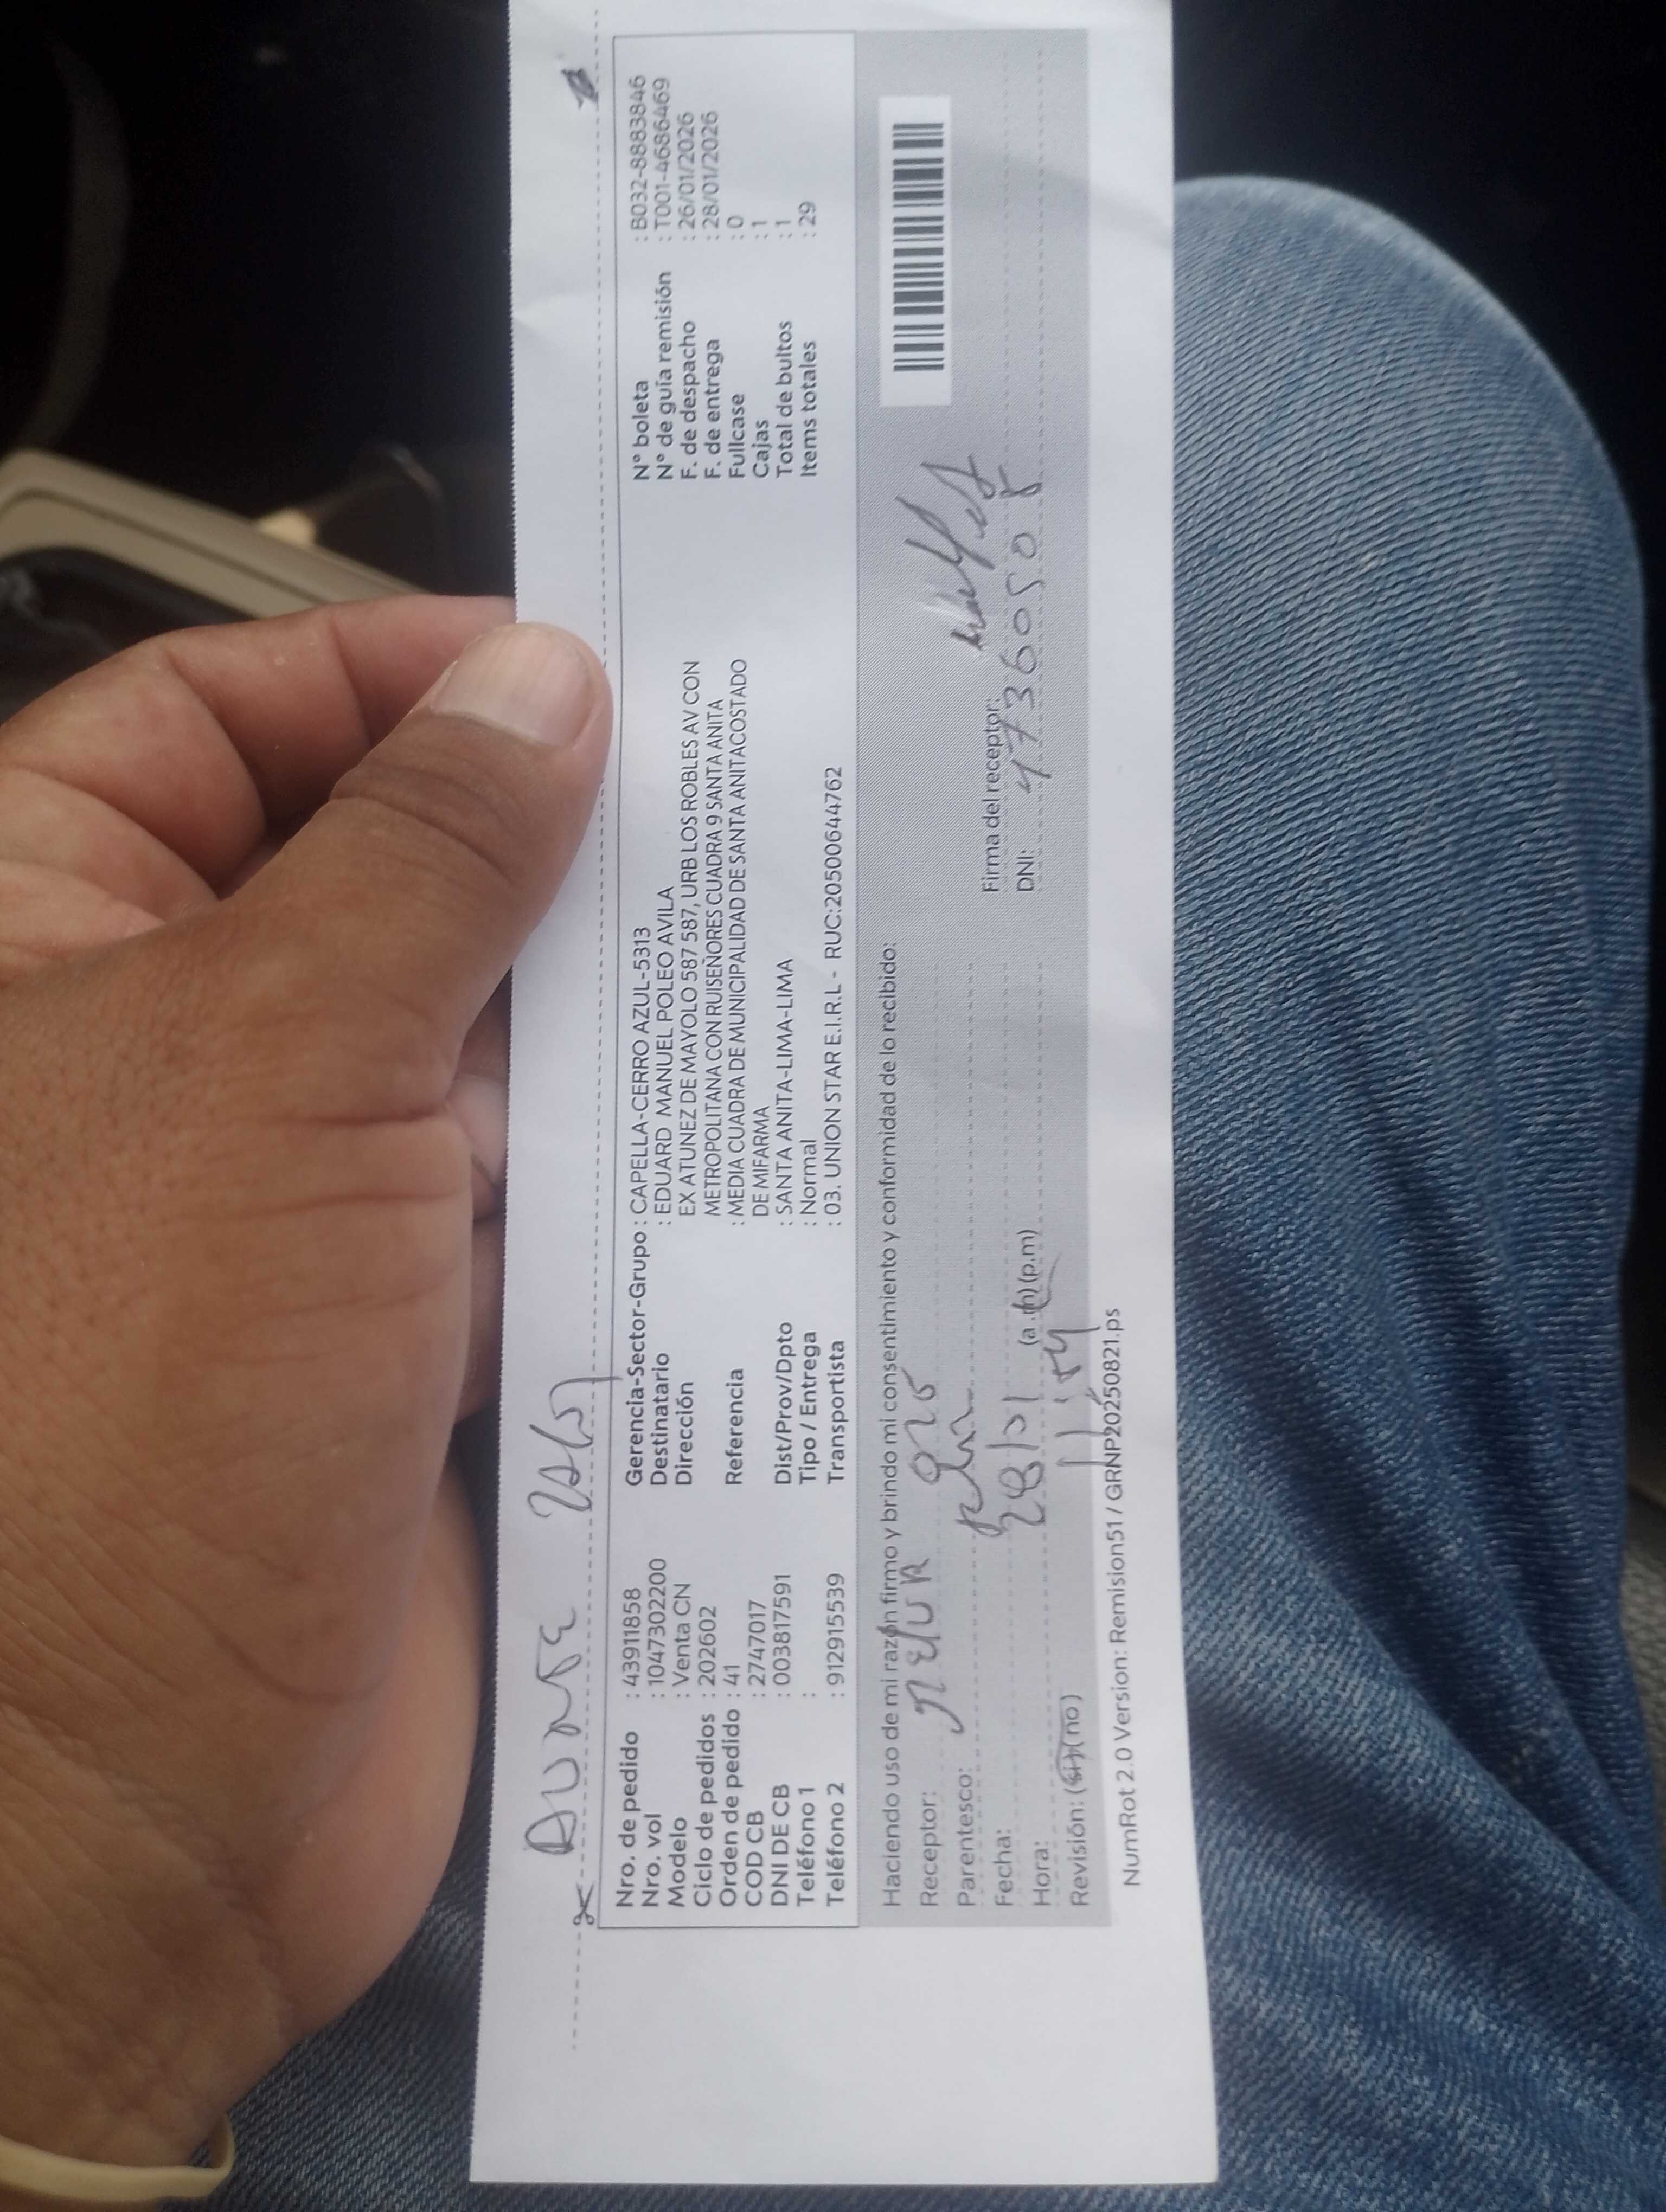 Nro. de pedido : 43911858
Nro. vol : 1047302200
Modelo : Venta CN
Ciclo de pedidos : 202602
Orden de pedido : 41
COD CB : 2747017
DNI DE CB : 003817591
Teléfono 1 :
Teléfono 2 : 912915539
Gerencia-Sector-Grupo : CAPELLA-CERRO AZUL-5313
Destinatario : EDUARD MANUEL POLEO AVILA
Dirección EX ATUNEZ DE MAYOLO 587 587, URB LOS ROBLES AV CON
METROPOLITANA CON RUISEÑORES CUADRA 9 SANTA ANITA
Referencia : MEDIA CUADRA DE MUNICIPALIDAD DE SANTA ANITACOSTADO
DE MIFARMA
Dist/Prov/Dpto : SANTA ANITA-LIMA-LIMA
Tipo / Entrega : Normal
Transportista : 03. UNION STAR E.I.R.L - RUC:20500644762
N° boleta : B032-8883846
N° de guía remisión : T001-4686469
F. de despacho : 26/01/2026
F. de entrega : 28/01/2026
Fullcase : 0
Cajas : 1
Total de bultos : 1
Items totales : 29
Haciendo uso de mi razón firmo y brindo mi consentimiento y conformidad de lo recibido:
Receptor:
Parentesco:
Fecha: 28/01
Hora: 11:54 (a.m) (p.m)
Revisión: (si) (no)
Firma del receptor:
DNI: 47360508
NumRot 2.0 Version: Remision51 / GRNP20250821.ps